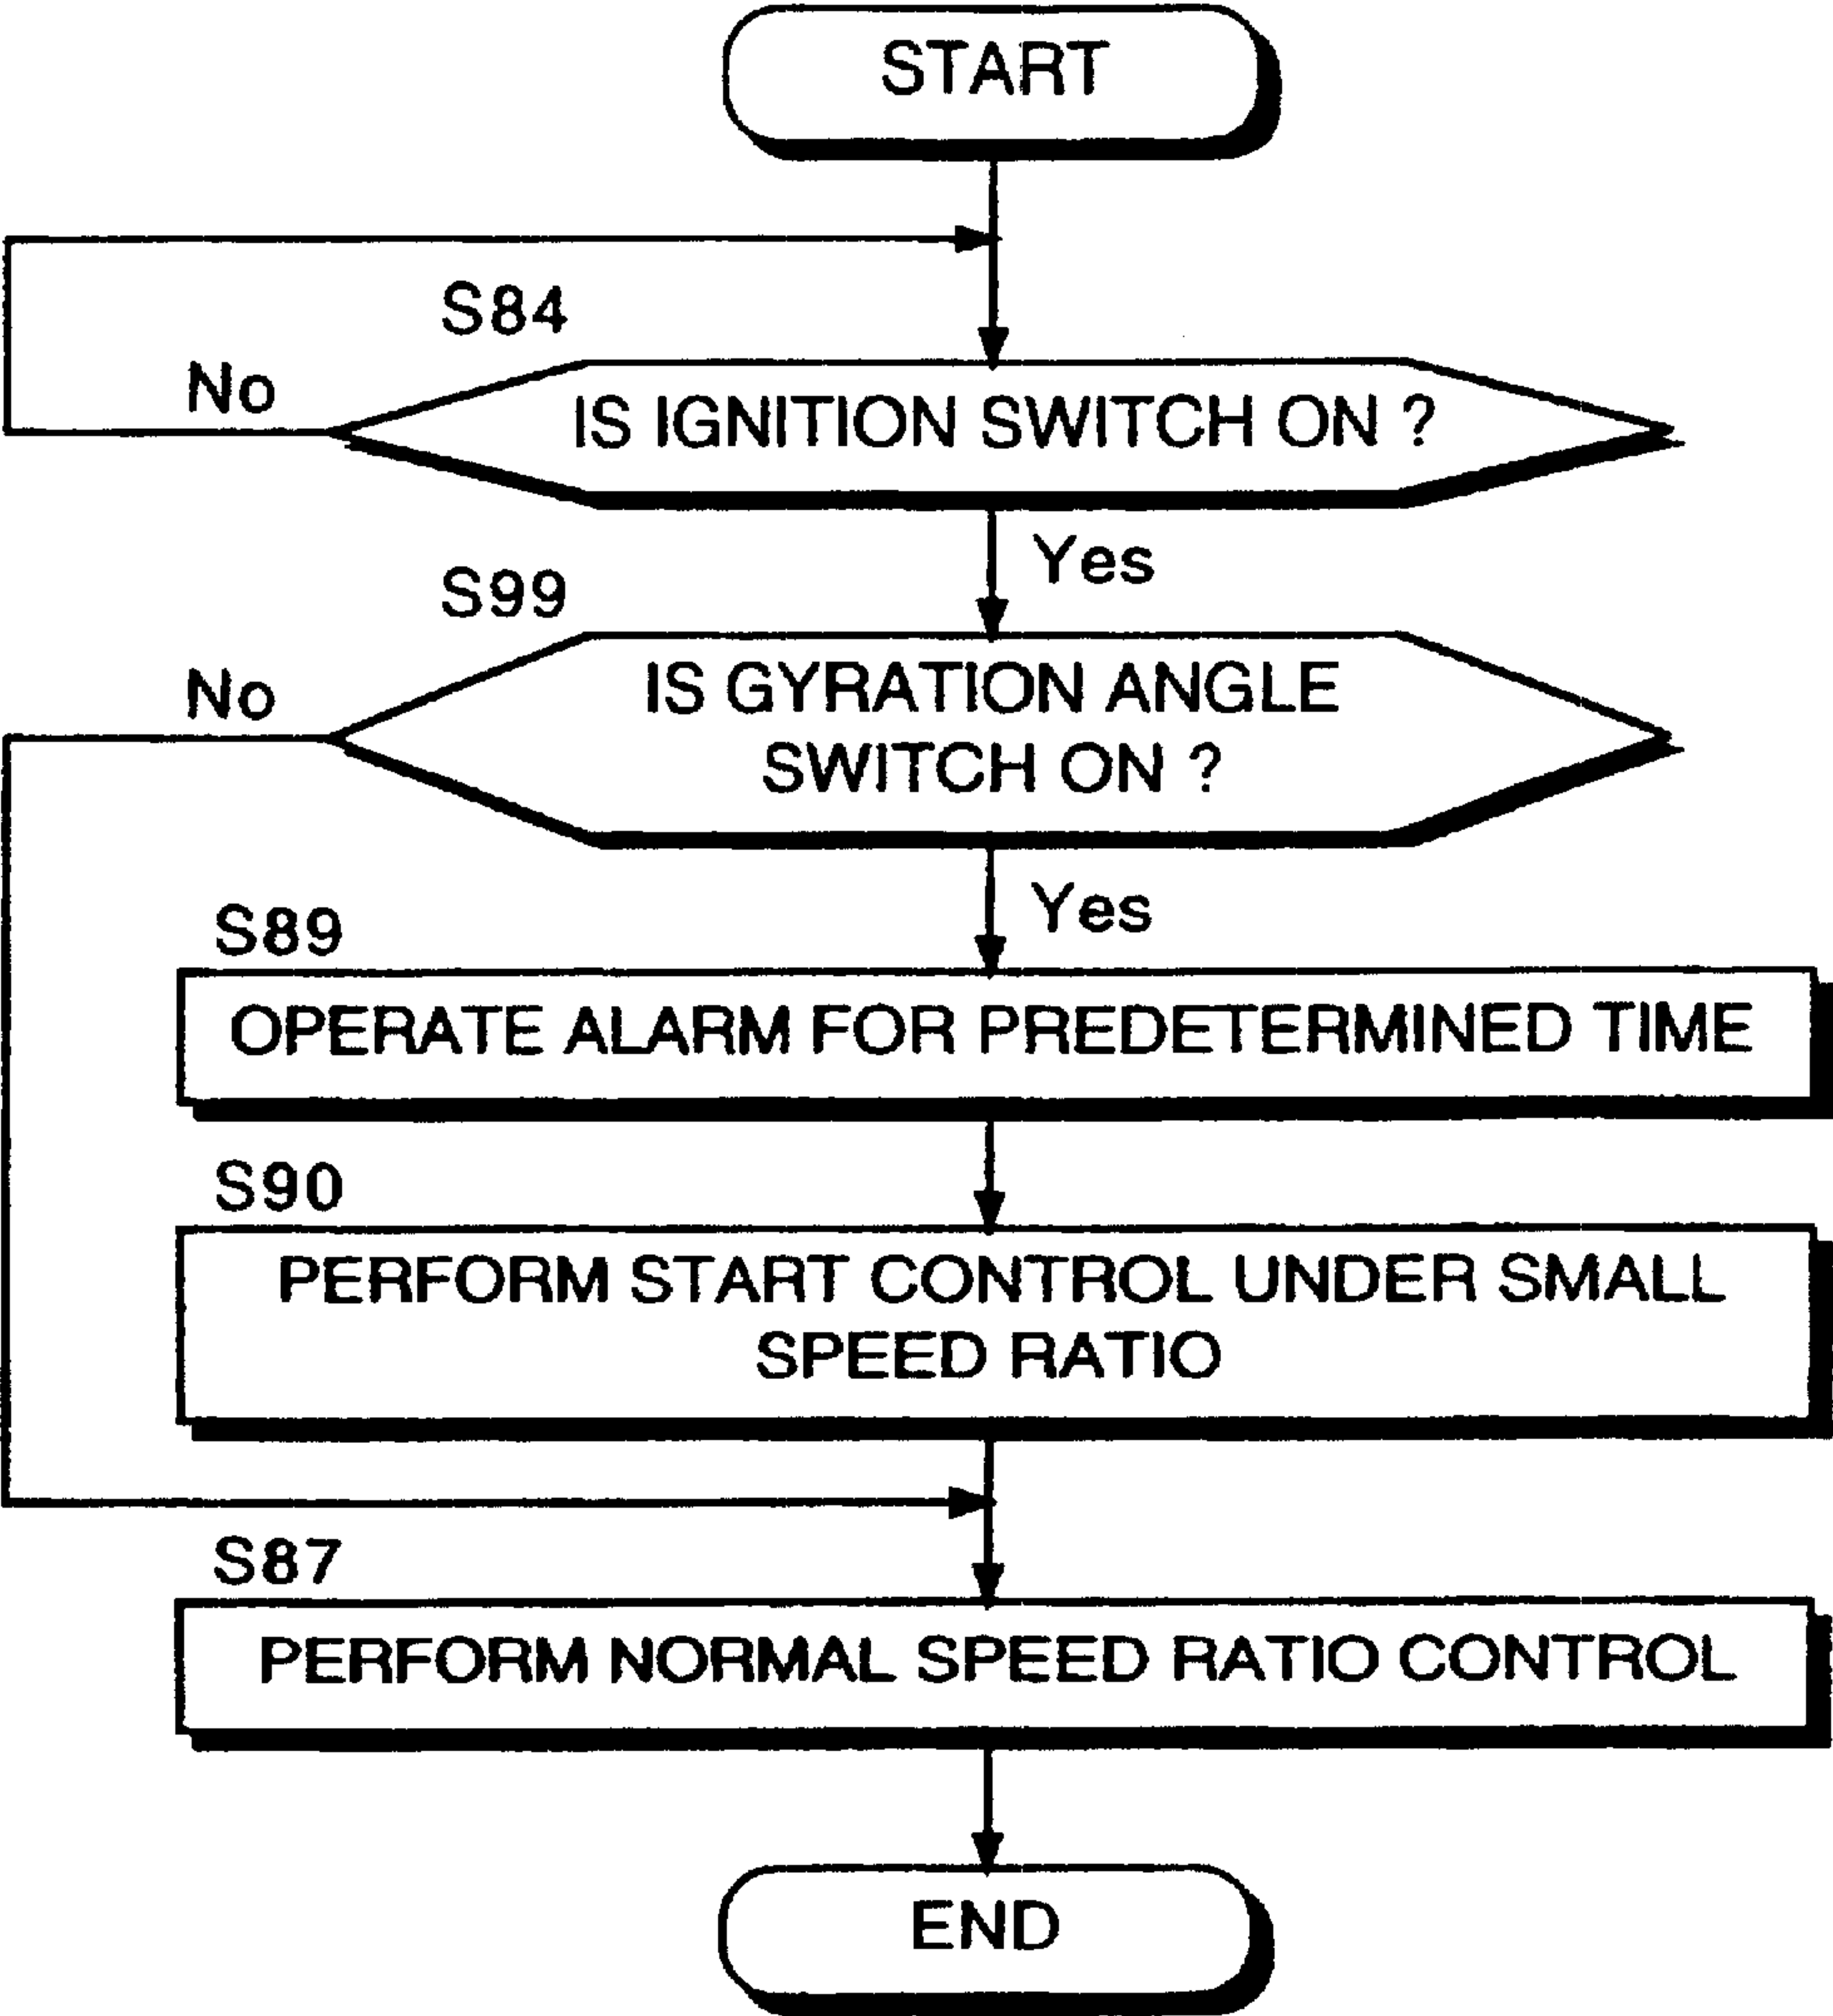 START
S84
No
IS IGNITION SWITCH ON ?
Yes
S99
No
IS GYRATION ANGLE
SWITCH ON ?
Yes
S89
OPERATE ALARM FOR PREDETERMINED TIME
S90
PERFORM START CONTROL UNDER SMALL
SPEED RATIO
S87
PERFORM NORMAL SPEED RATIO CONTROL
END